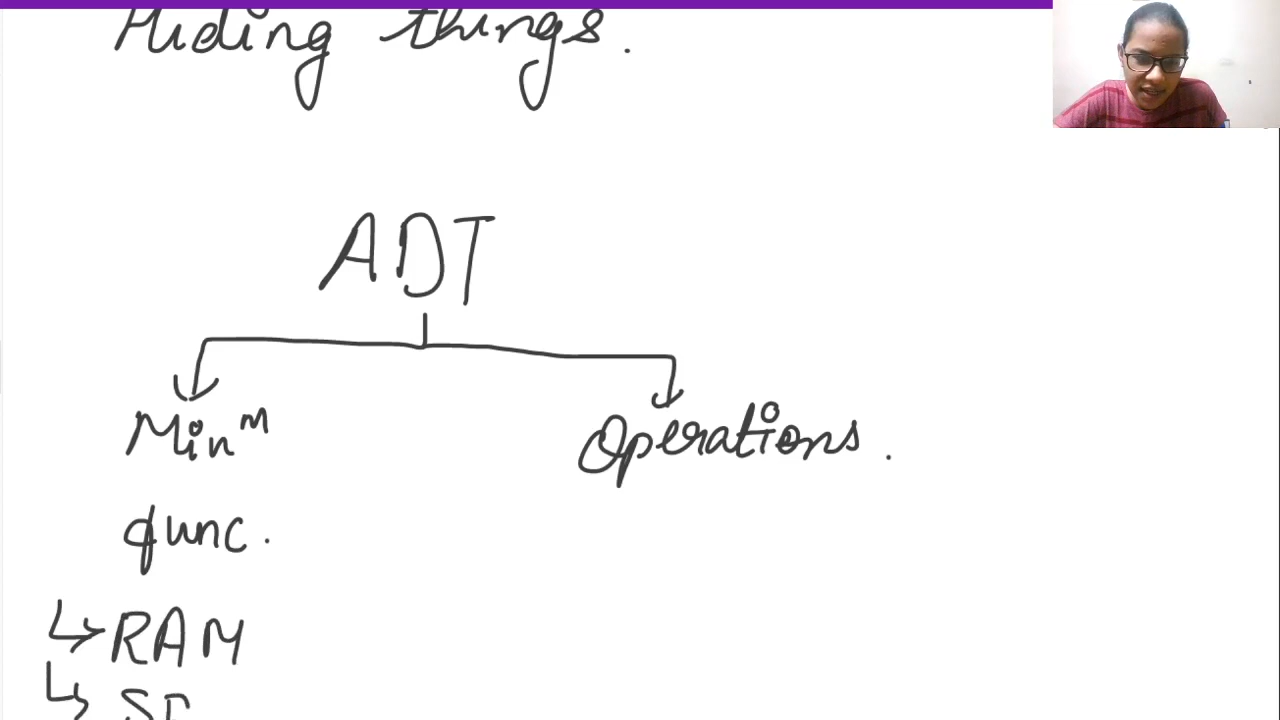 Hiding things.
ADT
Minᵐ
Operations.
func.
↳ RAM